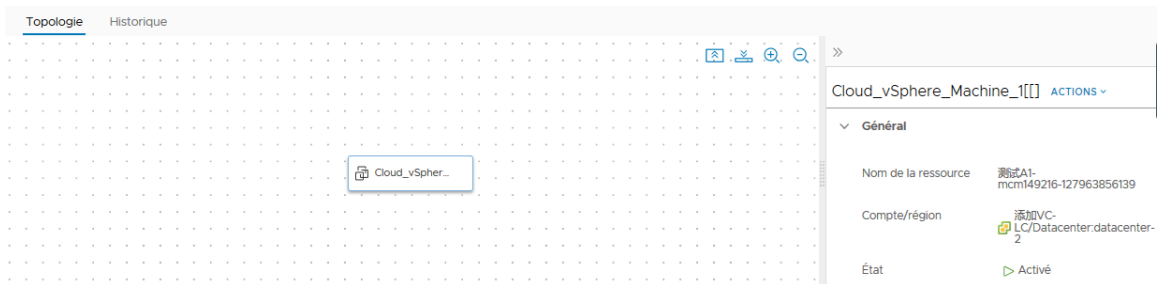 Topologie Historique
Cloud_vSphere_Machine_1[[] ACTIONS
Général
Cloud_vSpher...
Nom de la ressource
测试A1-
mcm149216-127963856139
Compte/région
添加VC-
LC/Datacenter:datacenter-
2
État
Activé